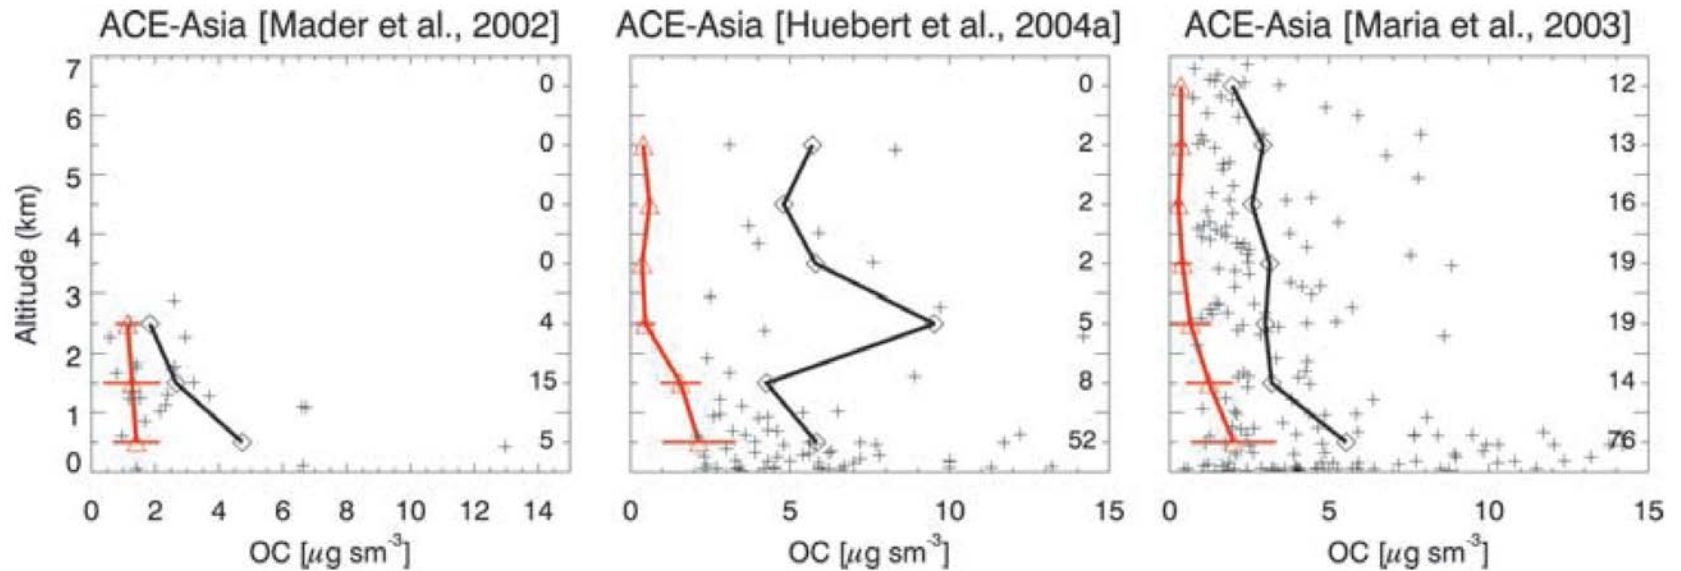 ACE-Asia [Mader et al., 2002]
ACE-Asia [Huebert et al., 2004a]
ACE-Asia [Maria et al., 2003]
Altitude (km)
7
6
5
4
3
2
1
0
0
0
0
0
4
15
5
0 2 4 6 8 10 12 14
OC [μg sm⁻³]
0
2
2
2
5
8
52
0 5 10 15
OC [μg sm⁻³]
12
13
16
19
19
14
76
0 5 10 15
OC [μg sm⁻³]